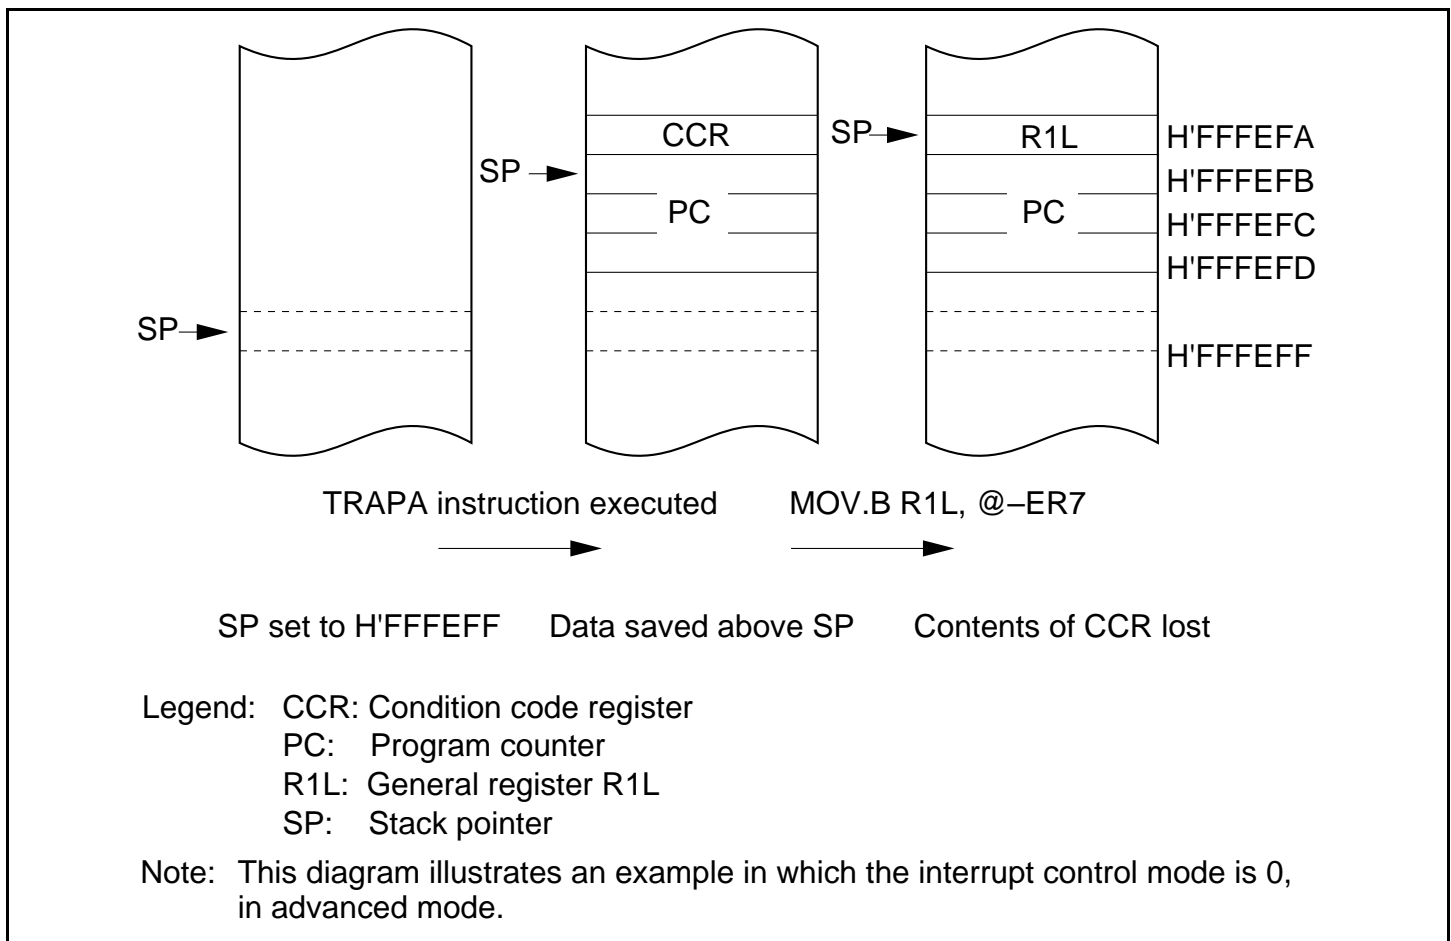 CCR
SP
R1L
H'FFFEFA
SP
H'FFFEFB
PC
PC
H'FFFEFC
H'FFFEFD
SP
H'FFFEFF
TRAPA instruction executed
MOV.B R1L, @–ER7
SP set to H'FFFEFF
Data saved above SP
Contents of CCR lost
Legend: CCR: Condition code register
PC: Program counter
R1L: General register R1L
SP: Stack pointer
Note: This diagram illustrates an example in which the interrupt control mode is 0,
in advanced mode.